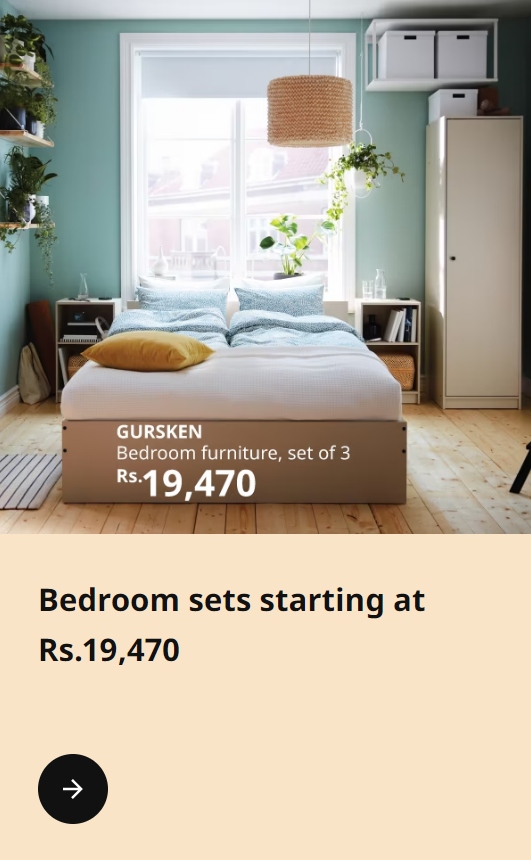 GURSKEN
Bedroom furniture, set of 3
Rs.19,470
Bedroom sets starting at
Rs.19,470